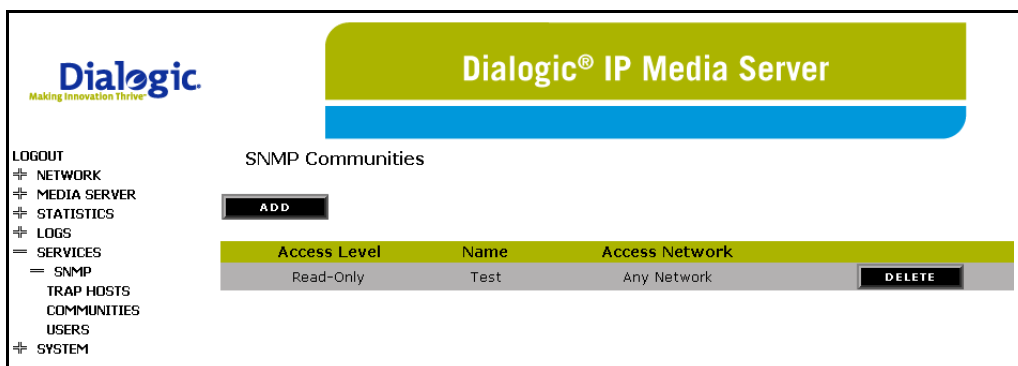 Dialogic® IP Media Server
Dialogic.
Making Innovation Thrive™
LOGOUT
NETWORK
MEDIA SERVER
STATISTICS
LOGS
SERVICES
SNMP
TRAP HOSTS
COMMUNITIES
USERS
SYSTEM
SNMP Communities
ADD
Access Level Name Access Network
Read-Only Test Any Network DELETE